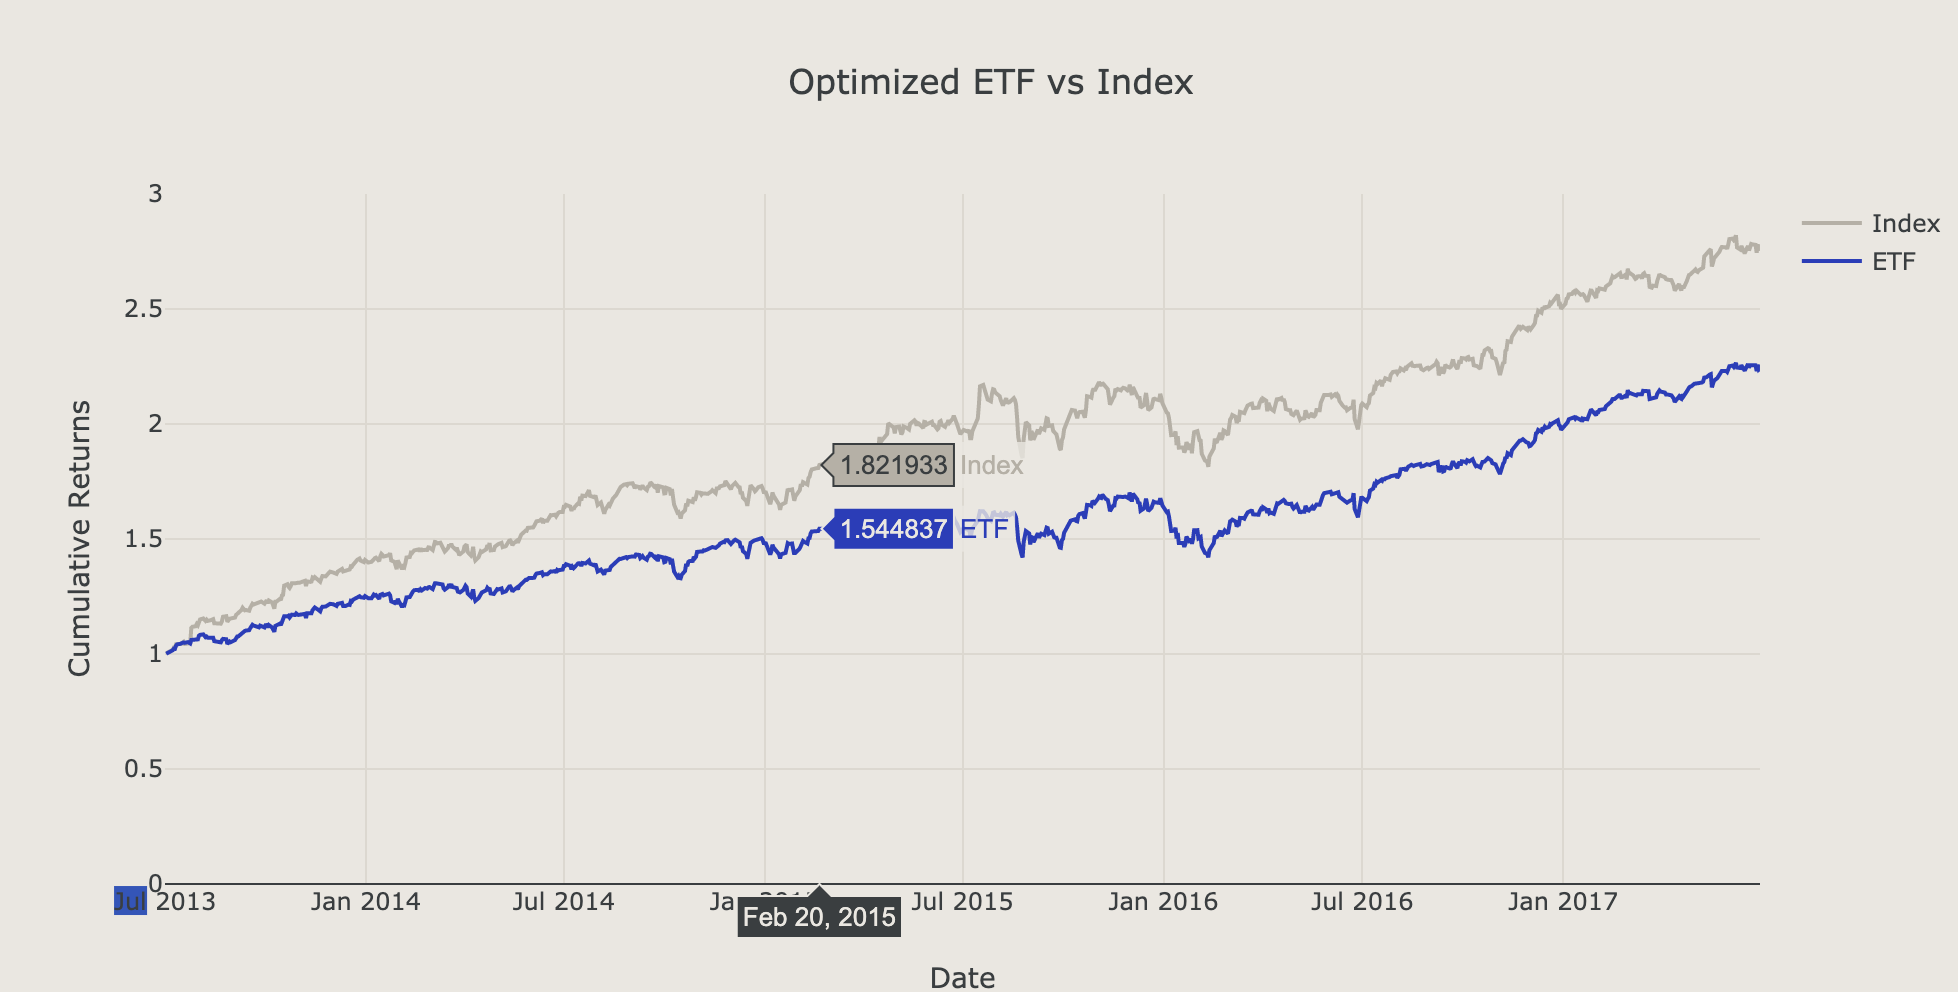 Optimized ETF vs Index
3
2.5
2
1.5
1
0.5
0
Cumulative Returns
Index
ETF
1.821933 Index
1.544837 ETF
Jul 2013 Jan 2014 Jul 2014 Jul 2015 Jan 2016 Jul 2016 Jan 2017
Feb 20, 2015
Date